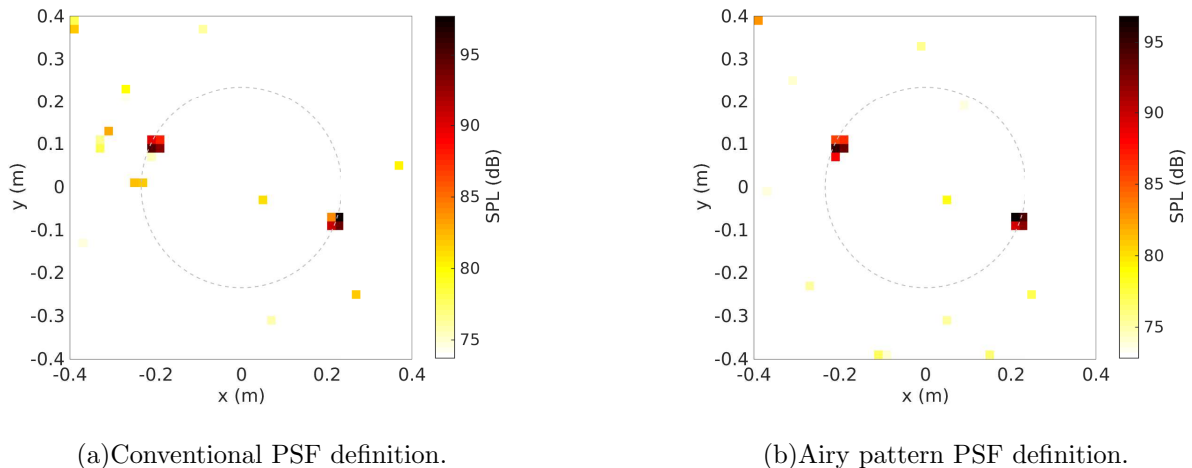 0.4
0.3
0.2
0.1
0
-0.1
-0.2
-0.3
-0.4
y (m)
-0.4 -0.2 0 0.2 0.4
x (m)
95
90
85
80
75
SPL (dB)
(a)Conventional PSF definition.
0.4
0.3
0.2
0.1
0
-0.1
-0.2
-0.3
-0.4
y (m)
-0.4 -0.2 0 0.2 0.4
x (m)
95
90
85
80
75
SPL (dB)
(b)Airy pattern PSF definition.